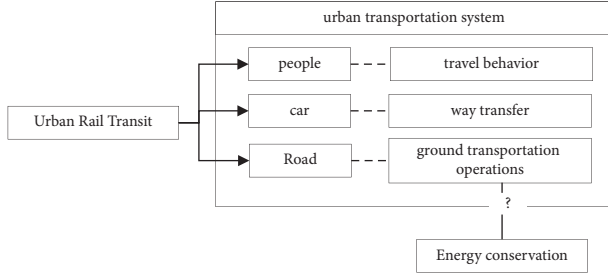 urban transportation system
people
travel behavior
Urban Rail Transit
car
way transfer
Road
ground transportation
operations
?
Energy conservation